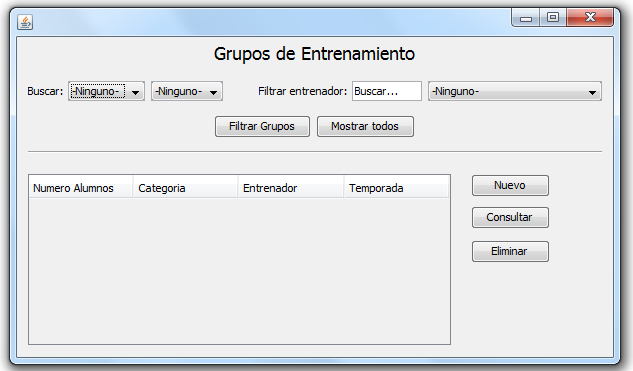 Grupos de Entrenamiento
Buscar: -Ninguno- -Ninguno- Filtrar entrenador: Buscar... -Ninguno-
Filtrar Grupos Mostrar todos
Numero Alumnos Categoria Entrenador Temporada
Nuevo
Consultar
Eliminar